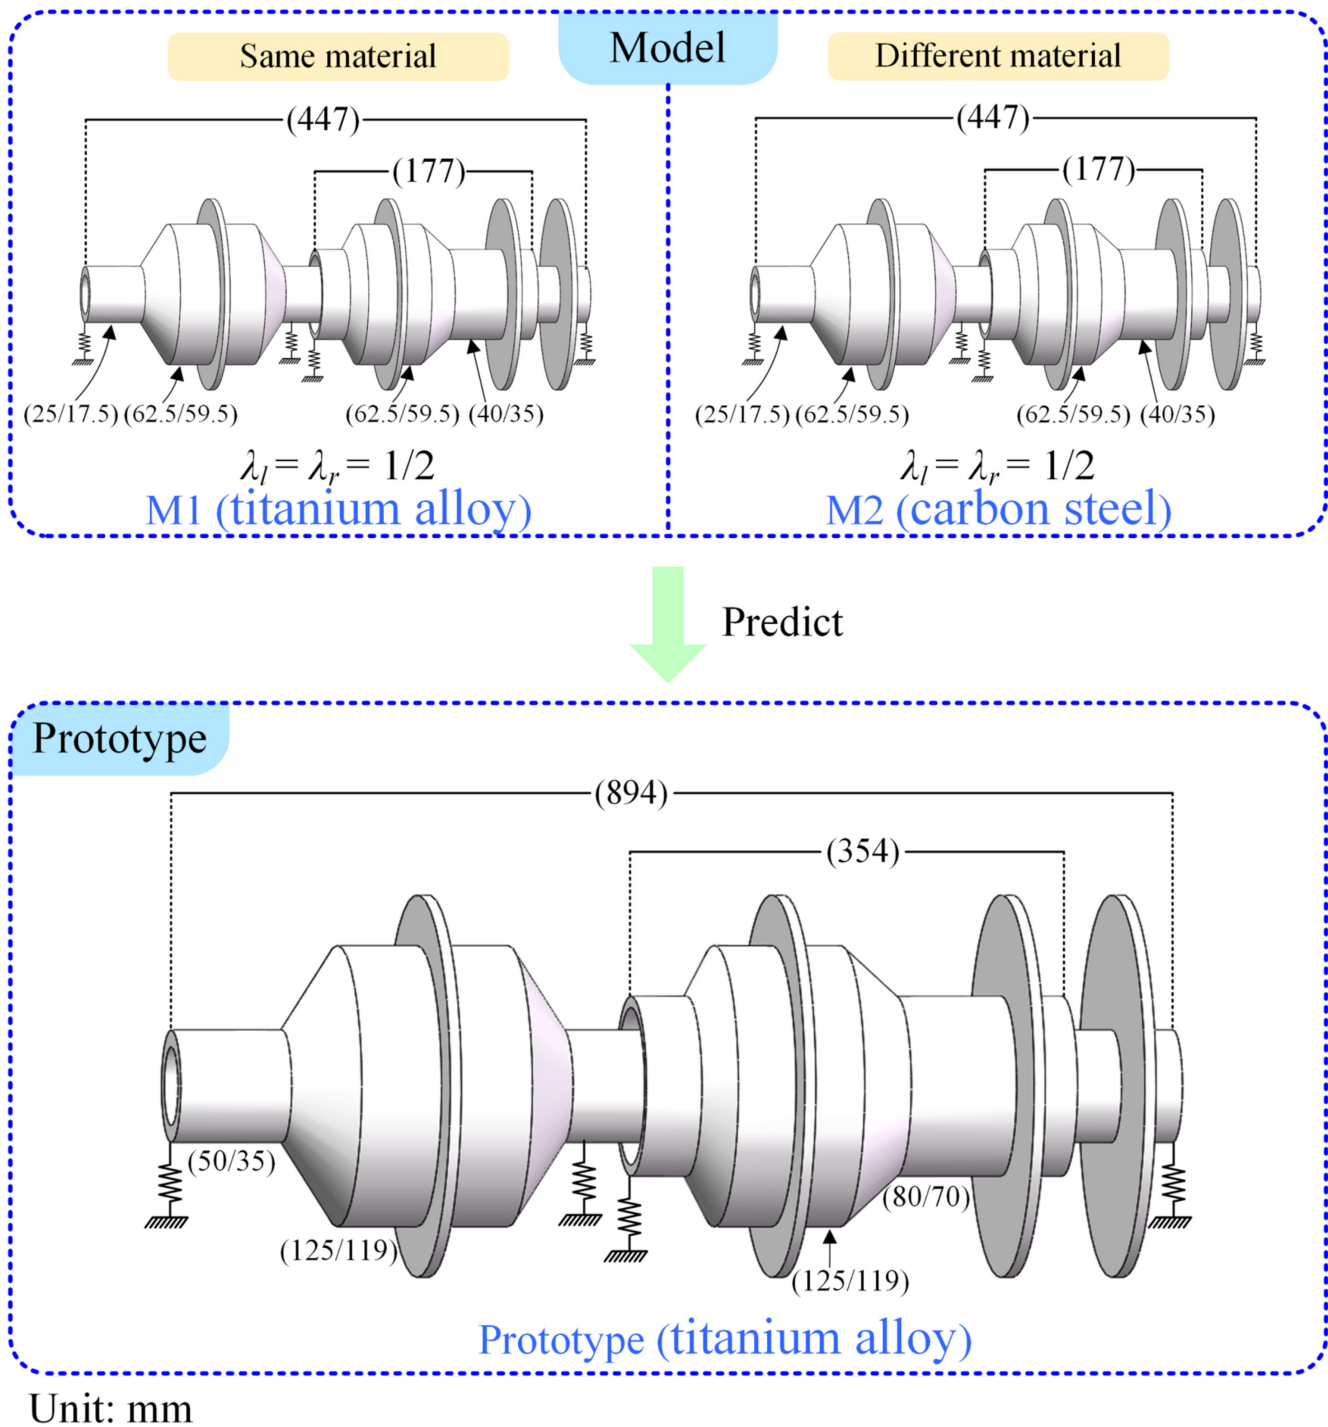 Model
Same material
Different material
(447)
(177)
(25/17.5) (62.5/59.5) (62.5/59.5) (40/35)
λl = λr = 1/2
M1 (titanium alloy)
(447)
(177)
(25/17.5) (62.5/59.5) (62.5/59.5) (40/35)
λl = λr = 1/2
M2 (carbon steel)
Predict
Prototype
(894)
(354)
(50/35)
(80/70)
(125/119)
(125/119)
Prototype (titanium alloy)
Unit: mm